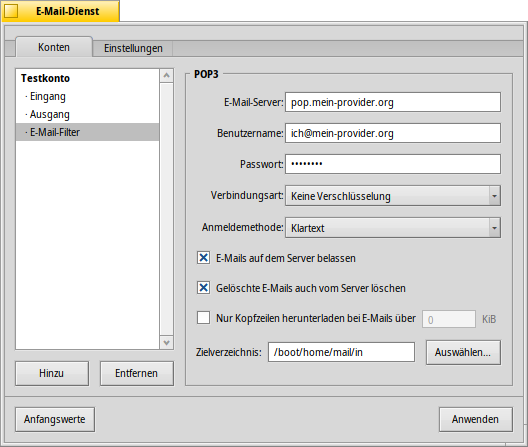 E-Mail-Dienst
Konten
Einstellungen
Testkonto
· Eingang
· Ausgang
· E-Mail-Filter
Hinzu
Entfernen
POP3
E-Mail-Server: pop.mein-provider.org
Benutzername: ich@mein-provider.org
Passwort: ••••••••
Verbindungsart: Keine Verschlüsselung
Anmeldemethode: Klartext
E-Mails auf dem Server belassen
Gelöschte E-Mails auch vom Server löschen
Nur Kopfzeilen herunterladen bei E-Mails über 0 KiB
Zielverzeichnis: /boot/home/mail/in Auswählen...
Anfangswerte
Anwenden